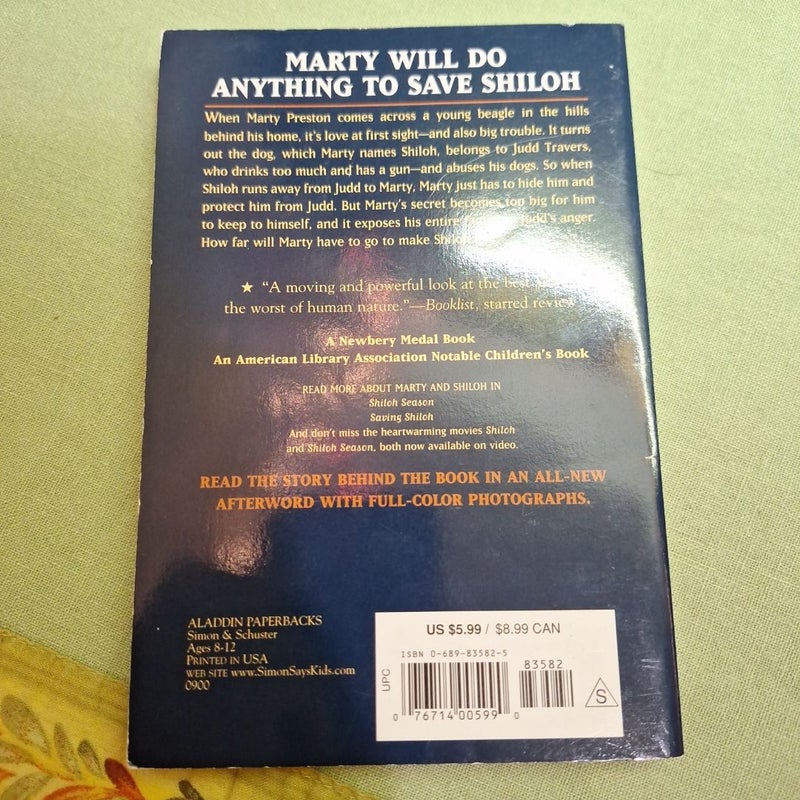 MARTY WILL DO
ANYTHING TO SAVE SHILOH
When Marty Preston comes across a young beagle in the hills
behind his home, it's love at first sight—and also big trouble. It turns
out the dog, which Marty names Shiloh, belongs to Judd Travers,
who drinks too much and has a gun—and abuses his dogs. So when
Shiloh runs away from Judd to Marty, Marty just has to hide him and
protect him from Judd. But Marty's secret becomes too big for him
to keep to himself, and it exposes his entire Judd's anger.
How far will Marty have to go to make Shiloh
★ "A moving and powerful look at the best
the worst of human nature."—Booklist, starred review
A Newbery Medal Book
An American Library Association Notable Children's Book
READ MORE ABOUT MARTY AND SHILOH IN
Shiloh Season
Saving Shiloh
And don't miss the heartwarming movies Shiloh
and Shiloh Season, both now available on video.
READ THE STORY BEHIND THE BOOK IN AN ALL-NEW
AFTERWORD WITH FULL-COLOR PHOTOGRAPHS.
ALADDIN PAPERBACKS
Simon & Schuster
Ages 8-12
PRINTED IN USA
WEB SITE www.SimonSaysKids.com
0900
US $5.99 / $8.99 CAN
ISBN 0-689-83582-5
83582
UPC
S
0 76714 00599 0